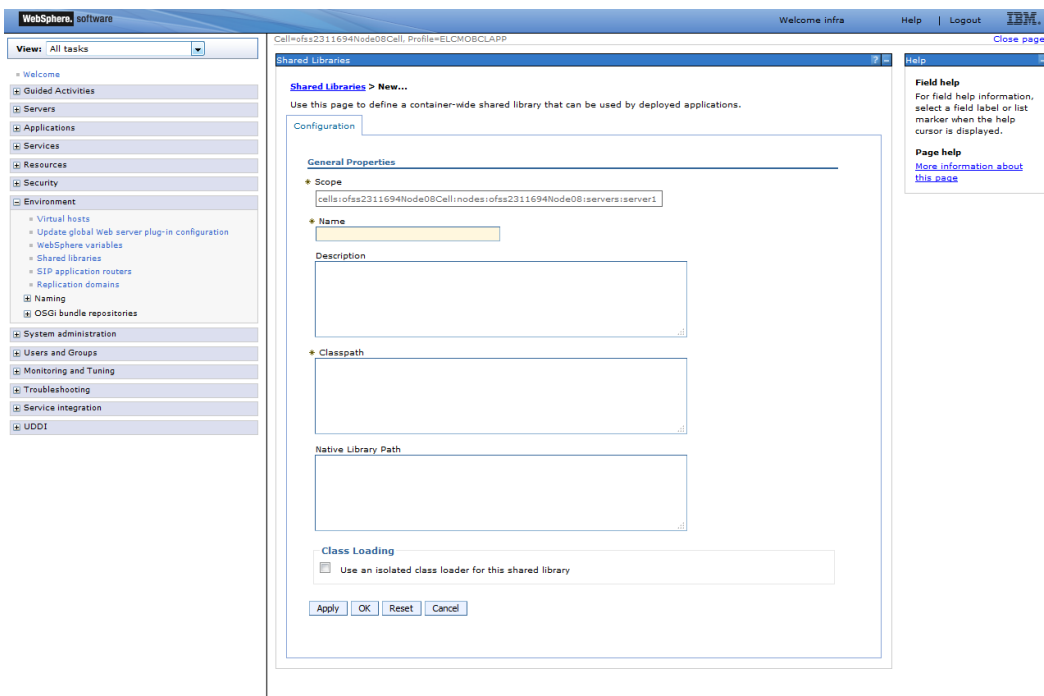 WebSphere. software
Welcome infra
Help | Logout
IBM.
View: All tasks
Cell=ofss2311694Node08Cell, Profile=ELCMOBCLAPP
Close page
Welcome
Guided Activities
Servers
Applications
Services
Resources
Security
Environment
Virtual hosts
Update global Web server plug-in configuration
WebSphere variables
Shared libraries
SIP application routers
Replication domains
Naming
OSGi bundle repositories
System administration
Users and Groups
Monitoring and Tuning
Troubleshooting
Service integration
UDDI
Shared Libraries
? –
Shared Libraries > New...
Use this page to define a container-wide shared library that can be used by deployed applications.
Configuration
General Properties
* Scope
cells:ofss2311694Node08Cell:nodes:ofss2311694Node08:servers:server1
* Name
Description
* Classpath
Native Library Path
Class Loading
Use an isolated class loader for this shared library
Apply OK Reset Cancel
Help
Field help
For field help information,
select a field label or list
marker when the help
cursor is displayed.
Page help
More information about
this page